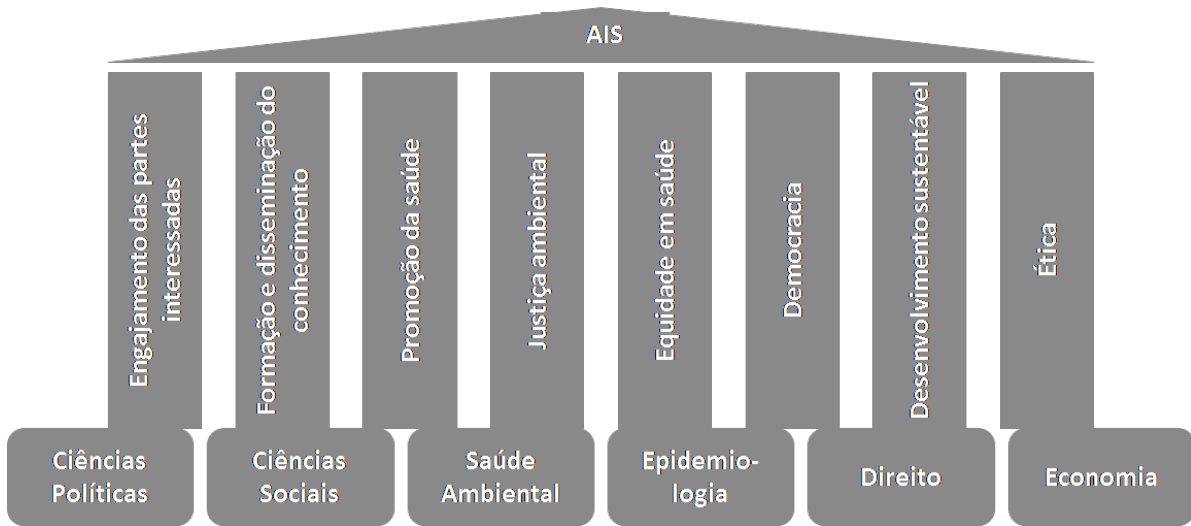 AIS
Engajamento das partes
interessadas
Formação e disseminação do
conhecimento
Promoção da saúde
Justiça ambiental
Equidade em saúde
Democracia
Desenvolvimento sustentável
Ética
Ciências
Políticas
Ciências
Sociais
Saúde
Ambiental
Epidemio-
logia
Direito
Economia